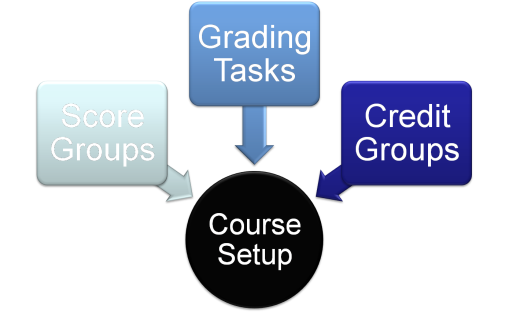 Grading
Tasks
Score
Groups
Credit
Groups
Course
Setup